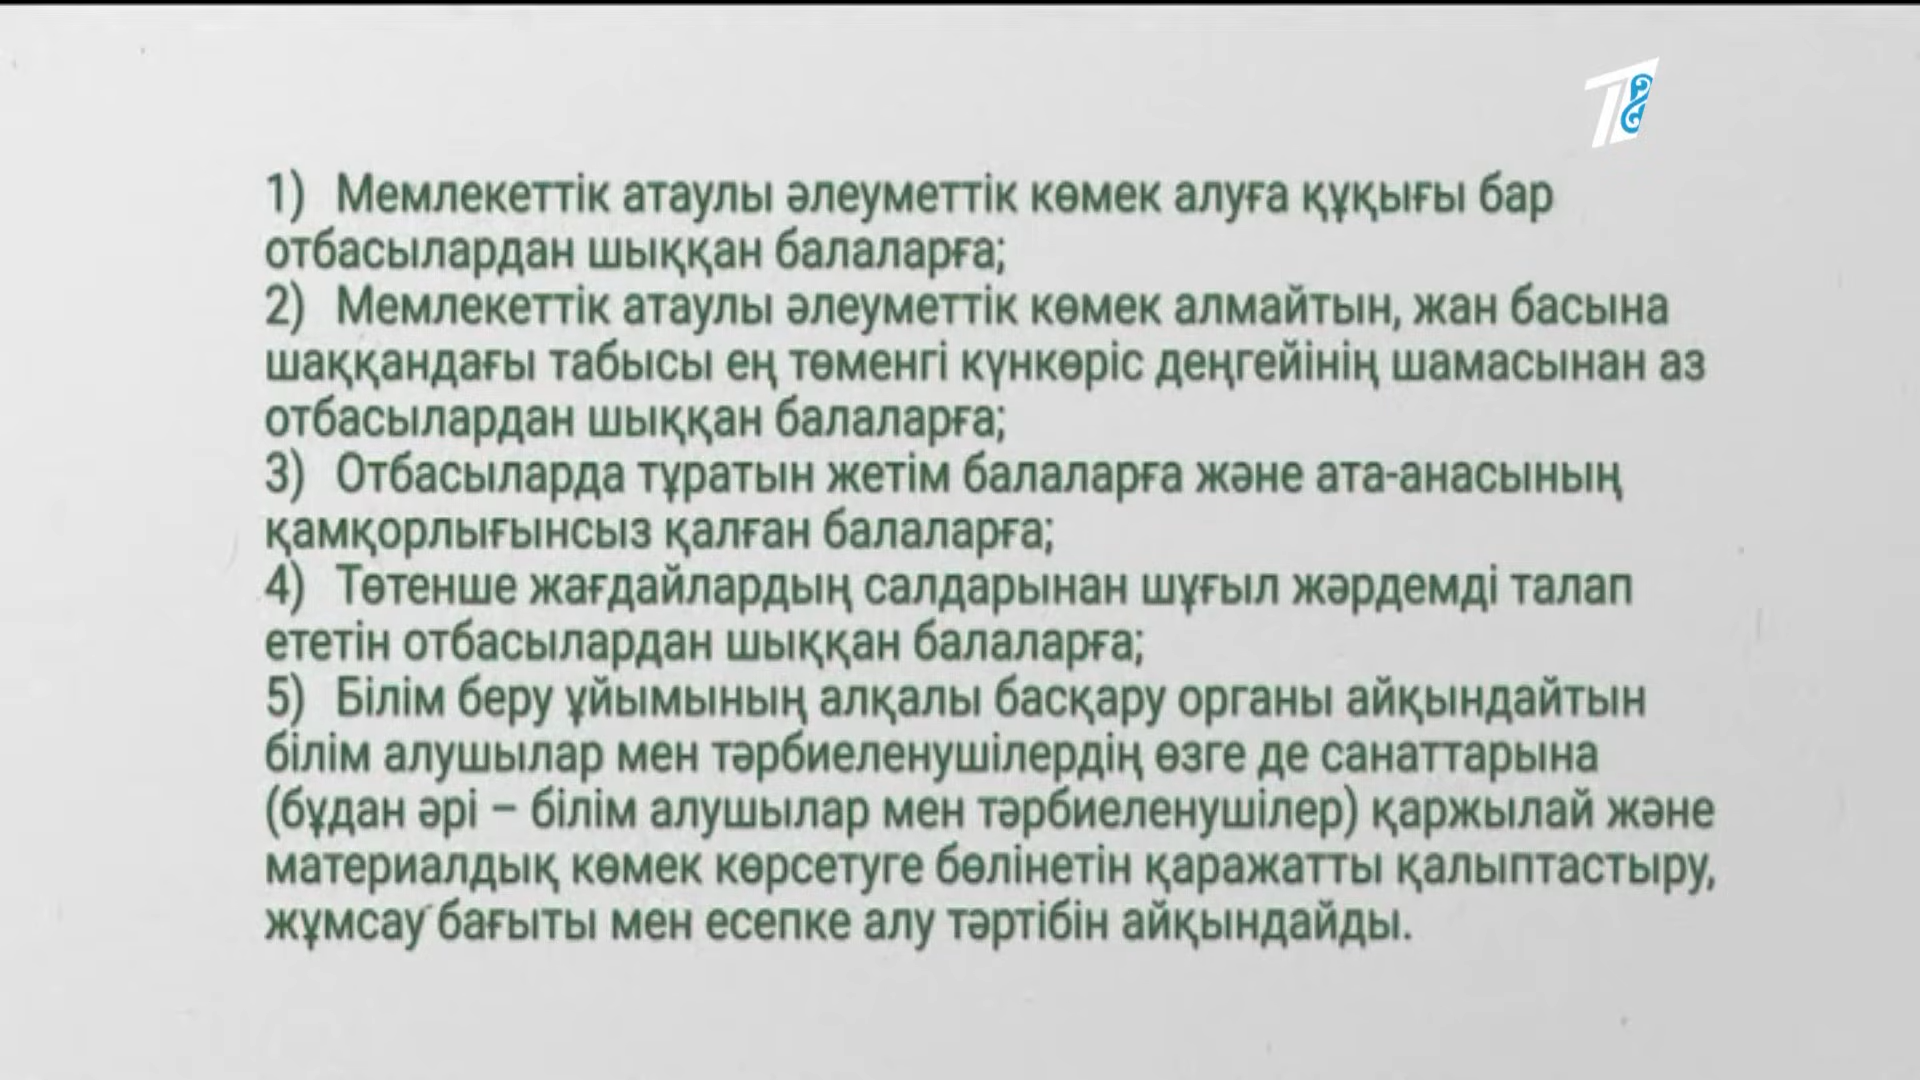 1) Мемлекеттік атаулы әлеуметтік көмек алуға құқығы бар
отбасылардан шыққан балаларға;
2) Мемлекеттік атаулы әлеуметтік көмек алмайтын, жан басына
шаққандағы табысы ең төменгі күнкөріс деңгейінің шамасынан аз
отбасылардан шыққан балаларға;
3) Отбасыларда тұратын жетім балаларға және ата-анасының
қамқорлығынсыз қалған балаларға;
4) Төтенше жағдайлардың салдарынан шұғыл жәрдемді талап
ететін отбасылардан шыққан балаларға;
5) Білім беру ұйымының алқалы басқару органы айқындайтын
білім алушылар мен тәрбиеленушілердің өзге де санаттарына
(бұдан әрі – білім алушылар мен тәрбиеленушілер) қаржылай және
материалдық көмек көрсетуге бөлінетін қаражатты қалыптастыру,
жұмсау бағыты мен есепке алу тәртібін айқындайды.